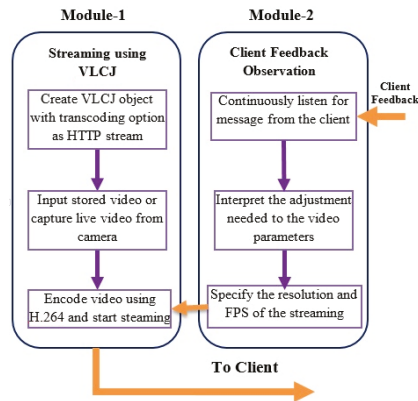 Module-1
Streaming using
VLCJ
Create VLCJ object
with transcoding option
as HTTP stream
Input stored video or
capture live video from
camera
Encode video using
H.264 and start steaming
Module-2
Client Feedback
Observation
Continuously listen for
message from the client
Interpret the adjustment
needed to the video
parameters
Specify the resolution and
FPS of the streaming
Client
Feedback
To Client